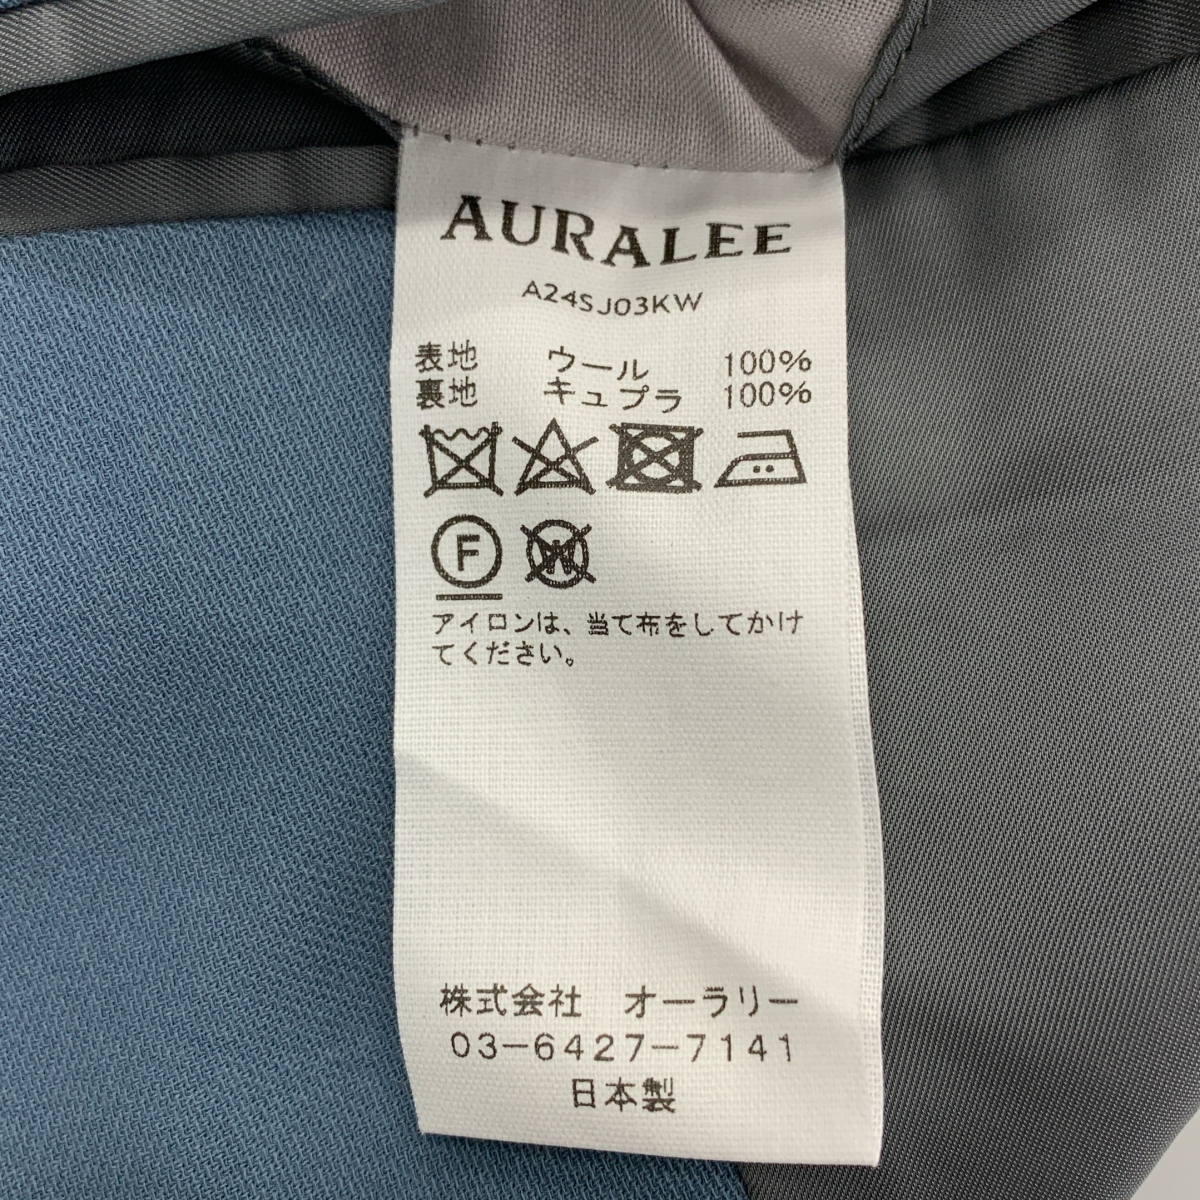 AURALEE
A24SJ03KW
表地 ウール 100%
裏地 キュプラ 100%
F W
アイロンは、当て布をしてかけ
てください。
株式会社 オーラリー
03-6427-7141
日本製